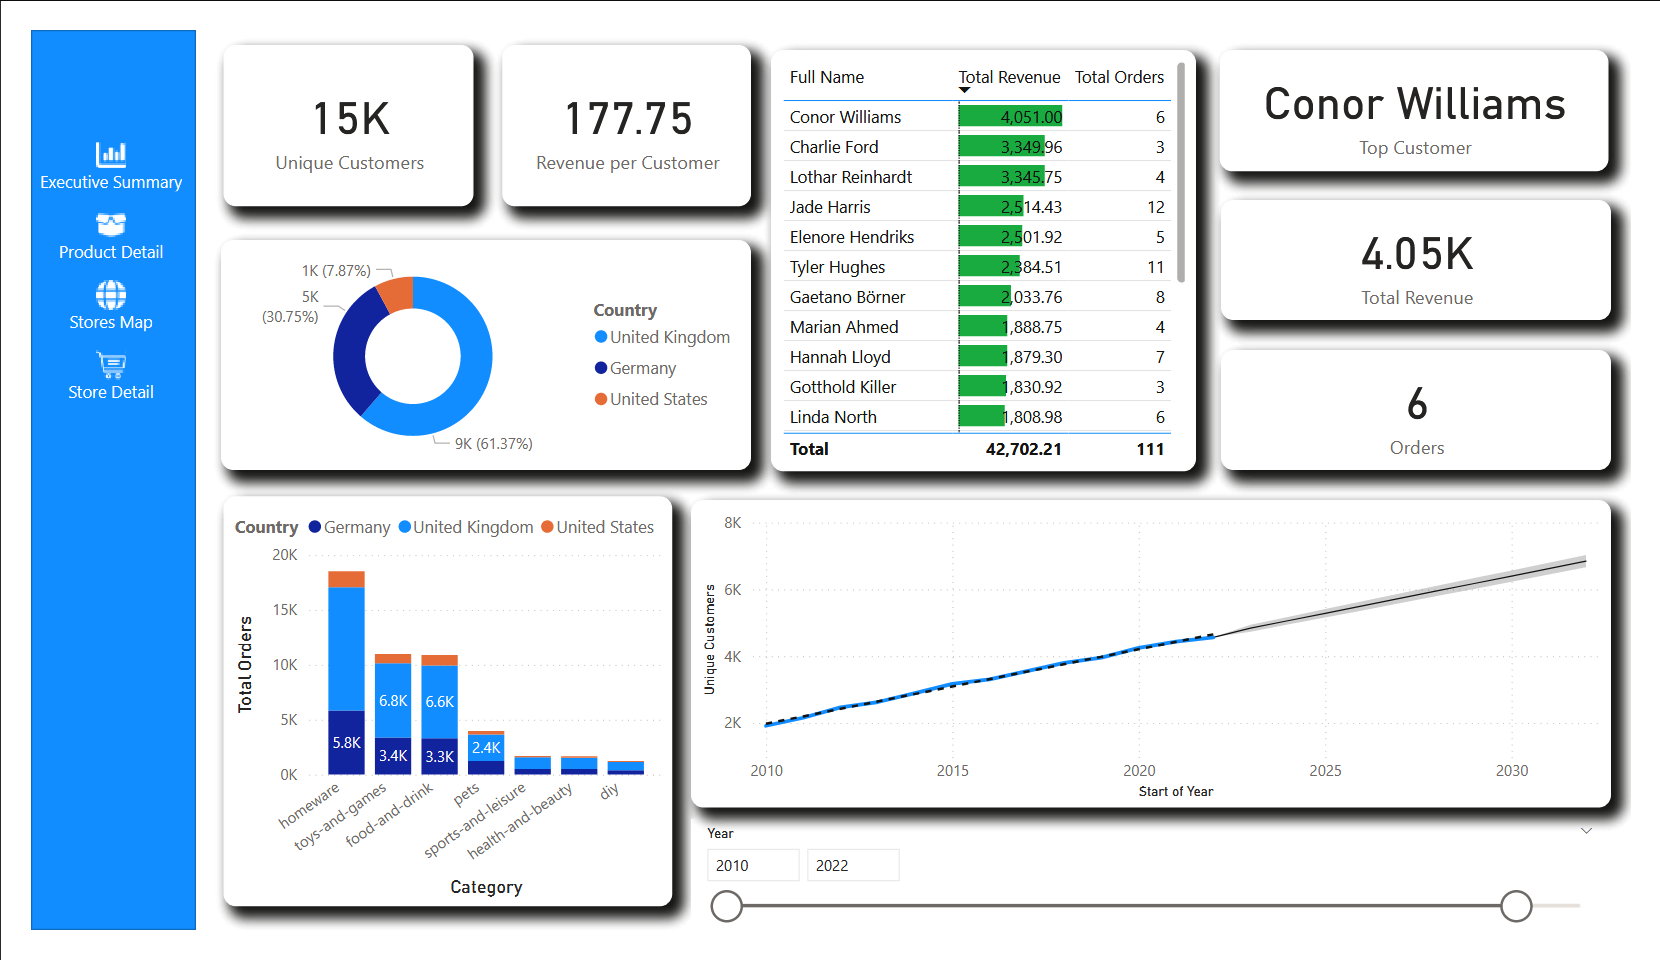 Executive Summary
Product Detail
Stores Map
Store Detail
15K
Unique Customers
177.75
Revenue per Customer
1K (7.87%)
5K
(30.75%)
9K (61.37%)
Country
United Kingdom
Germany
United States
Full Name Total Revenue Total Orders
Conor Williams 4,051.00 6
Charlie Ford 3,349.96 3
Lothar Reinhardt 3,345.75 4
Jade Harris 2,514.43 12
Elenore Hendriks 2,501.92 5
Tyler Hughes 2,384.51 11
Gaetano Börner 2,033.76 8
Marian Ahmed 1,888.75 4
Hannah Lloyd 1,879.30 7
Gotthold Killer 1,830.92 3
Linda North 1,808.98 6
Total 42,702.21 111
Conor Williams
Top Customer
4.05K
Total Revenue
6
Orders
Country Germany United Kingdom United States
Total Orders
20K
15K
10K
5K
0K
5.8K
6.8K
3.4K
6.6K
3.3K
2.4K
homeware
toys-and-games
food-and-drink
pets
sports-and-leisure
health-and-beauty
diy
Category
Unique Customers
8K
6K
4K
2K
2010 2015 2020 2025 2030
Start of Year
Year
2010 2022